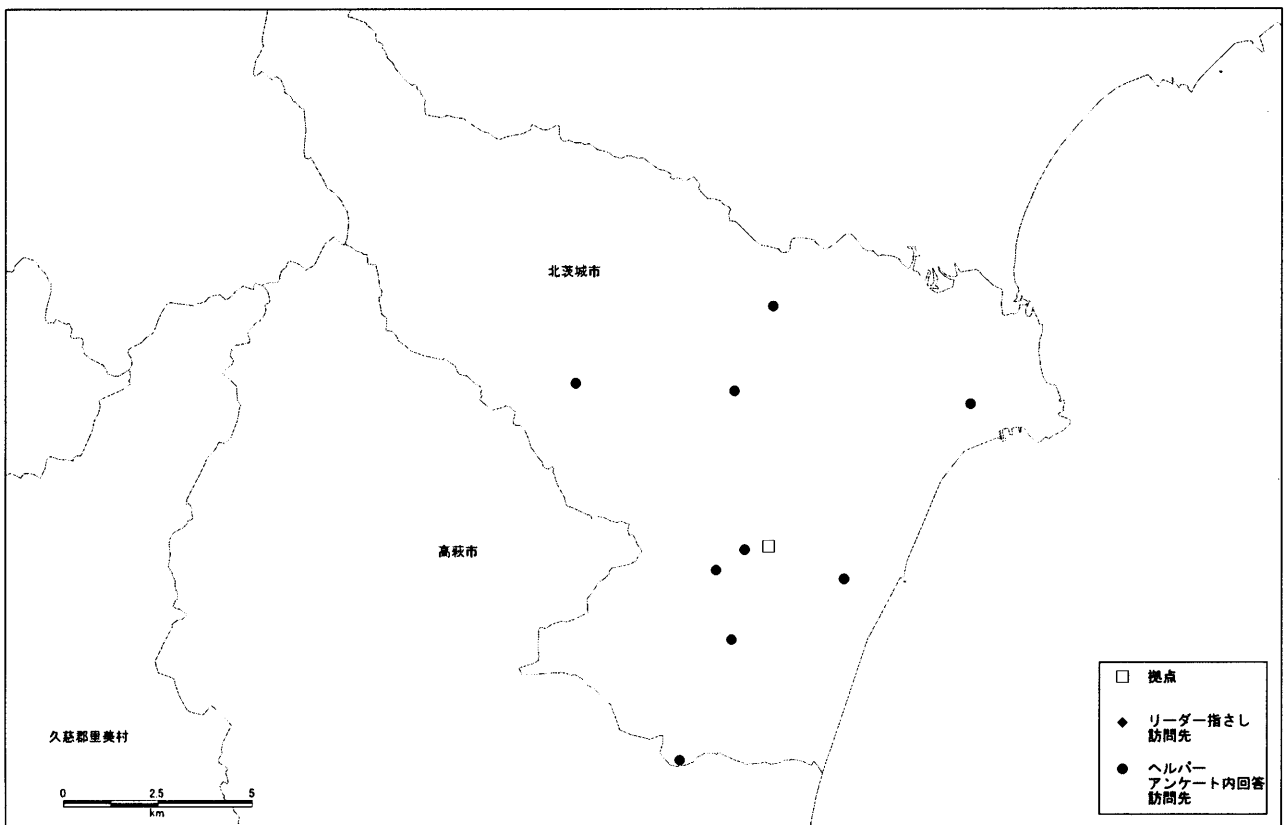 北茨城市
高萩市
久慈郡里美村
0 2.5 5
km
拠点
リーダー指さし
訪問先
ヘルパー
アンケート内回答
訪問先